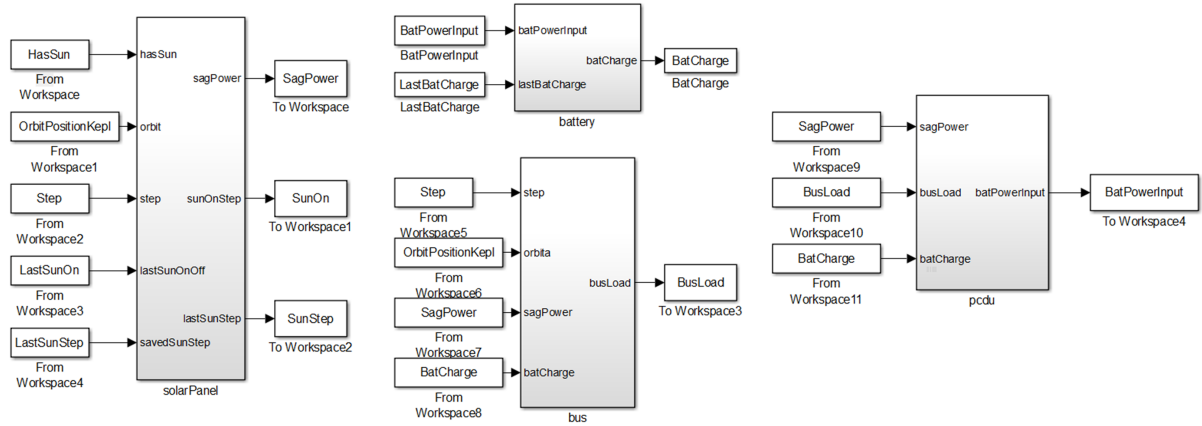 HasSun
From
Workspace
hasSun
OrbitPositionKepl
From
Workspace1
orbit
Step
From
Workspace2
step
LastSunOn
From
Workspace3
lastSunOnOff
LastSunStep
From
Workspace4
savedSunStep
sagPower
sunOnStep
lastSunStep
solarPanel
SagPower
To Workspace
SunOn
To Workspace1
SunStep
To Workspace2
BatPowerInput
BatPowerInput
batPowerInput
LastBatCharge
LastBatCharge
lastBatCharge
batCharge
battery
BatCharge
BatCharge
Step
From
Workspace5
step
OrbitPositionKepl
From
Workspace6
orbita
SagPower
From
Workspace7
sagPower
BatCharge
From
Workspace8
batCharge
busLoad
bus
BusLoad
To Workspace3
SagPower
From
Workspace9
sagPower
BusLoad
From
Workspace10
busLoad
BatCharge
From
Workspace11
batCharge
batPowerInput
pcdu
BatPowerInput
To Workspace4